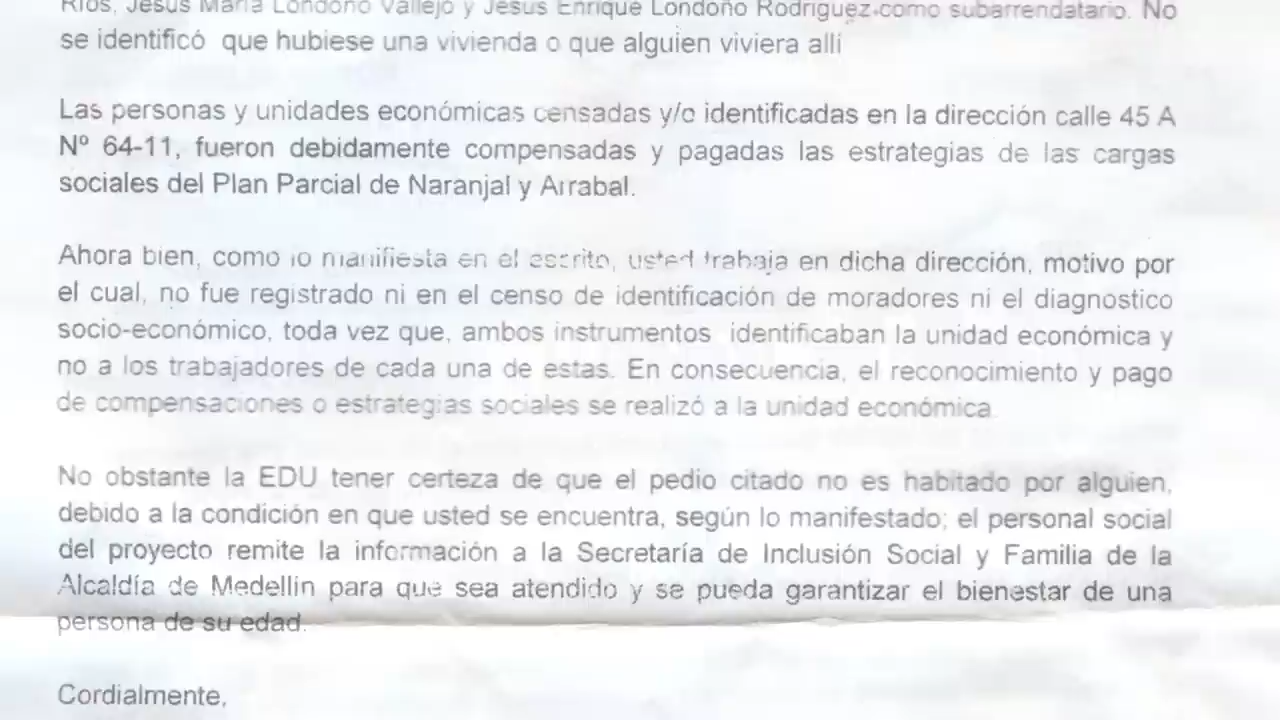 Ríos, Jesús María Londoño Vallejo y Jesús Enrique Londoño Rodríguez como subarrendatario. No
se identificó que hubiese una vivienda o que alguien viviera allí
Las personas y unidades económicas censadas y/o identificadas en la dirección calle 45 A
Nº 64-11, fueron debidamente compensadas y pagadas las estrategias de las cargas
sociales del Plan Parcial de Naranjal y Arrabal.
Ahora bien, como lo manifiesta en el escrito, usted trabaja en dicha dirección, motivo por
el cual, no fue registrado ni en el censo de identificación de moradores ni el diagnostico
socio-económico, toda vez que, ambos instrumentos identificaban la unidad económica y
no a los trabajadores de cada una de estas. En consecuencia, el reconocimiento y pago
de compensaciones o estrategias sociales se realizó a la unidad económica.
No obstante la EDU tener certeza de que el pedio citado no es habitado por alguien,
debido a la condición en que usted se encuentra, según lo manifestado; el personal social
del proyecto remite la información a la Secretaría de Inclusión Social y Familia de la
Alcaldía de Medellín para que sea atendido y se pueda garantizar el bienestar de una
persona de su edad.
Cordialmente,